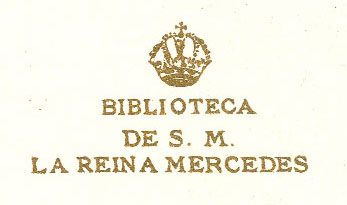 BIBLIOTECA
DE S. M.
LA REINA MERCEDES